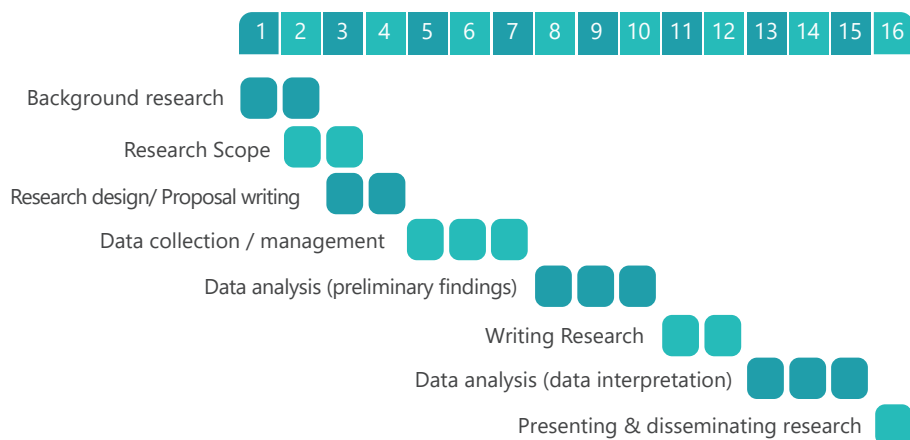 1 2 3 4 5 6 7 8 9 10 11 12 13 14 15 16
Background research
Research Scope
Research design/ Proposal writing
Data collection / management
Data analysis (preliminary findings)
Writing Research
Data analysis (data interpretation)
Presenting & disseminating research